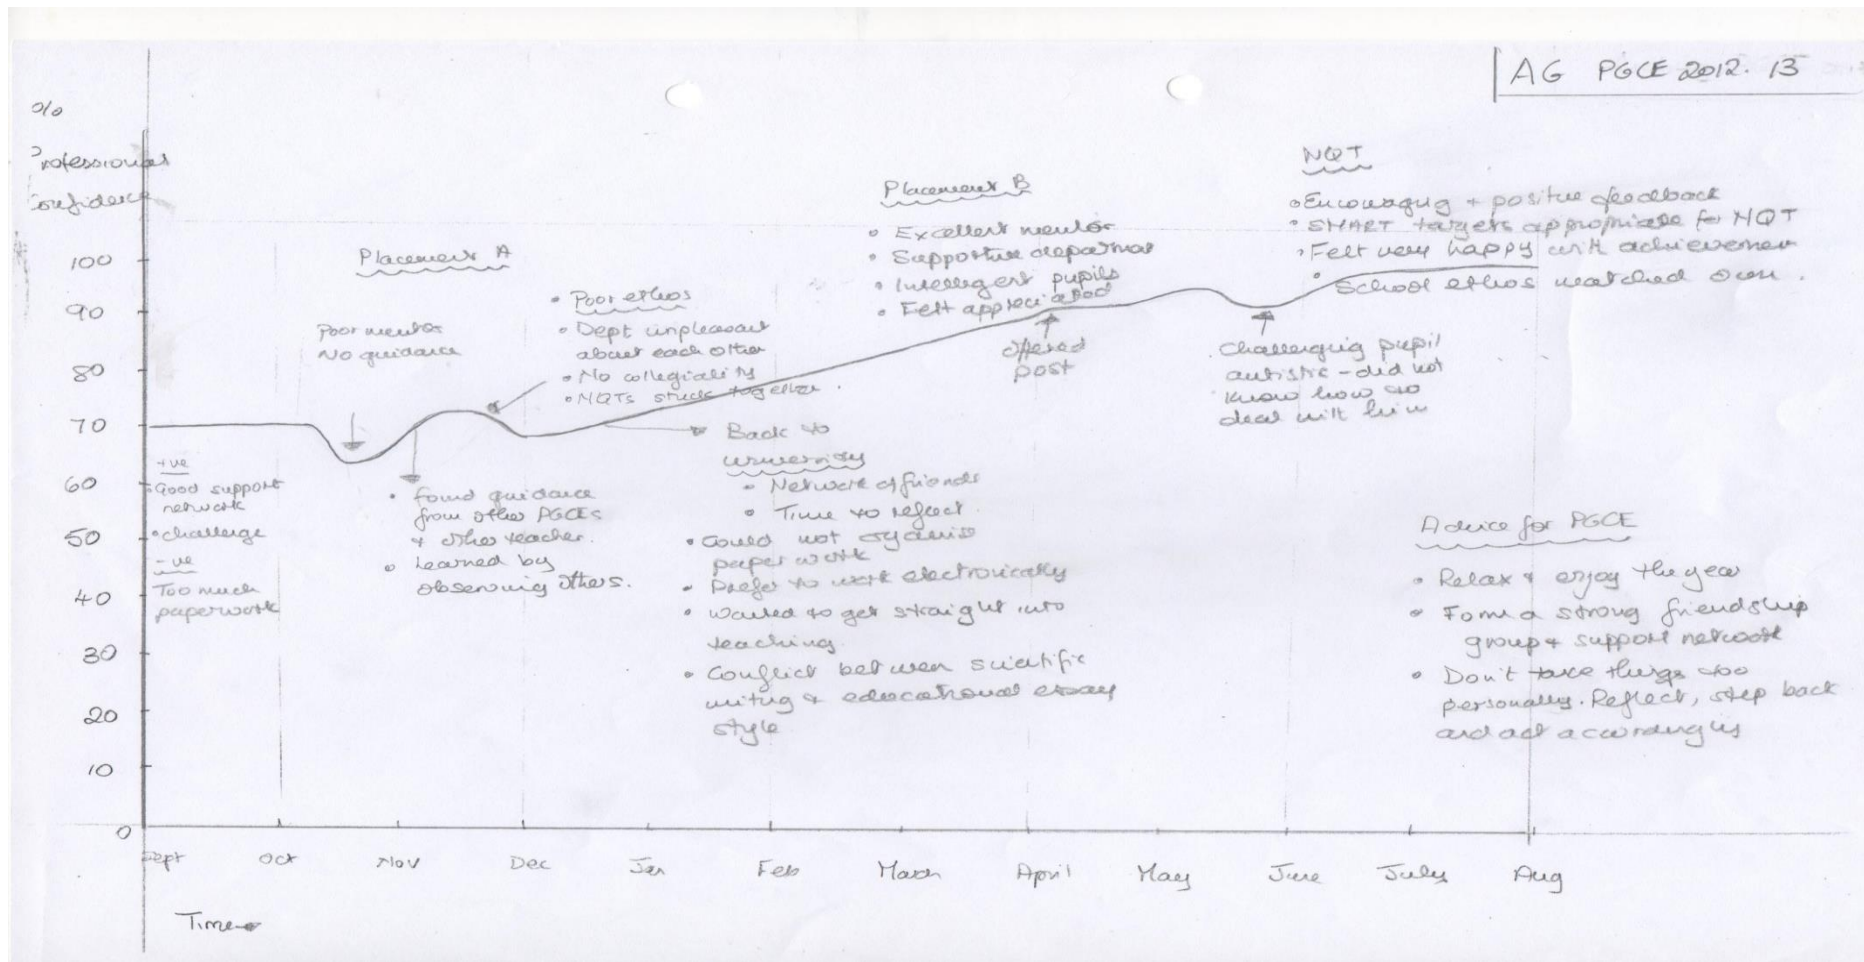 AG PGCE 2012. 13
%
Professional
Confidence
100
90
80
70
60
50
40
30
20
10
0
Sept
Oct
Nov
Dec
Jan
Feb
March
April
May
June
July
Aug
Time
+ve
Good support
network
• challenge
-ve
Too much
paperwork
Placement A
Poor mentor
No guidance
• found guidance
from other PGCEs
+ other teacher.
• Learned by
observing others.
• Poor ethos
• Dept unpleasant
about each other
• No collegiality
• NQTs stuck together.
Back to
university
• Network of friends
• Time to reflect
• Could not organise
paper work
• Prefer to work electronically
• wanted to get straight into
teaching.
• Conflict between scientific
writing & educational essay
style
Placement B
• Excellent mentor
• Supportive department
• Intelligent pupils
• Felt appreciated
offered
post
Challenging pupil
autistic - did not
know how to
deal with him
NQT
• Encouraging + positive feedback
• SMART targets appropriate for NQT
• Felt very happy with achievement
• School ethos matched own.
Advice for PGCE
• Relax & enjoy the year
• Form a strong friendship
group & support network
• Don't take things too
personally. Reflect, step back
and act accordingly